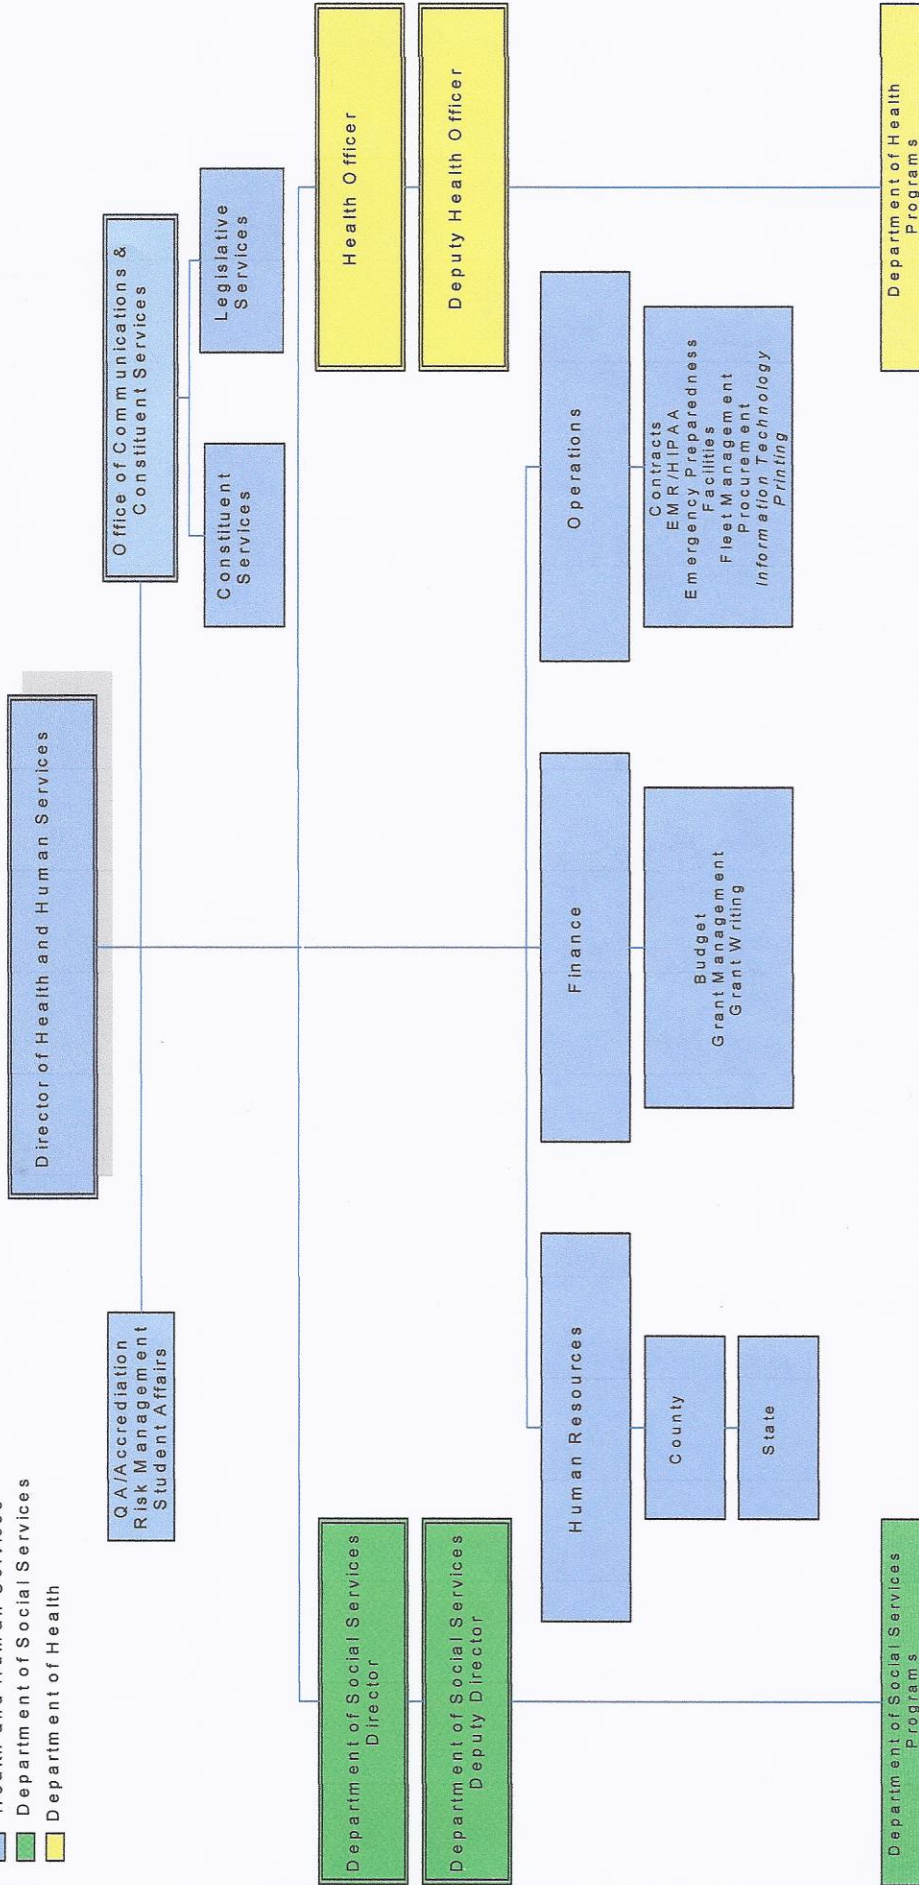 Health and Human Services
Department of Social Services
Department of Health
Director of Health and Human Services
QA/Accrediation
Risk Management
Student Affairs
Office of Communications &
Constituent Services
Constituent
Services
Legislative
Services
Department of Social Services
Director
Health Officer
Department of Social Services
Deputy Director
Deputy Health Officer
Human Resources
Finance
Operations
County
State
Budget
Grant Management
Grant Writing
Contracts
EMR/HIPAA
Emergency Preparedness
Facilities
Fleet Management
Procurement
Information Technology
Printing
Department of Social Services
Programs
Department of Health
Programs